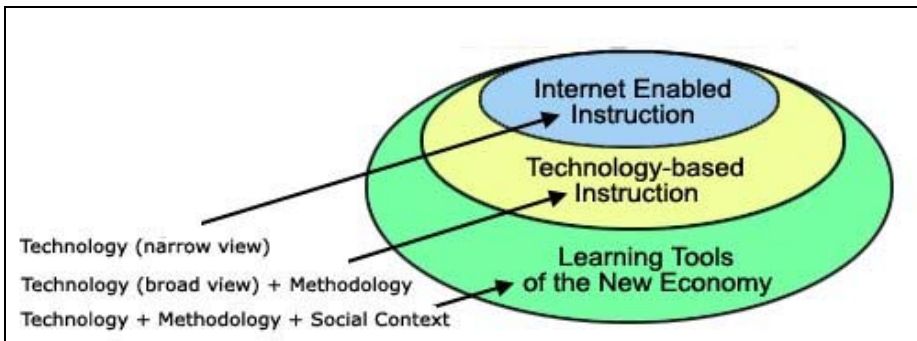 Internet Enabled
Instruction
Technology-based
Instruction
Learning Tools
of the New Economy
Technology (narrow view)
Technology (broad view) + Methodology
Technology + Methodology + Social Context